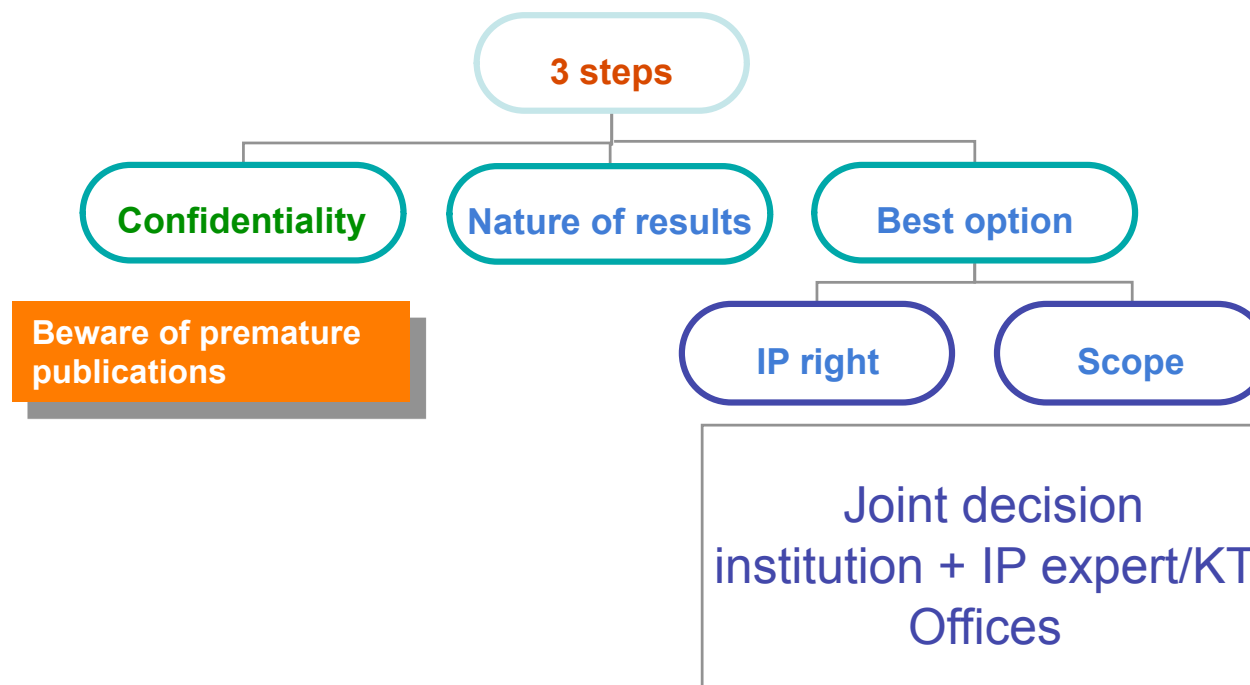 3 steps
Confidentiality
Nature of results
Best option
Beware of premature
publications
IP right
Scope
Joint decision
institution + IP expert/KT
Offices